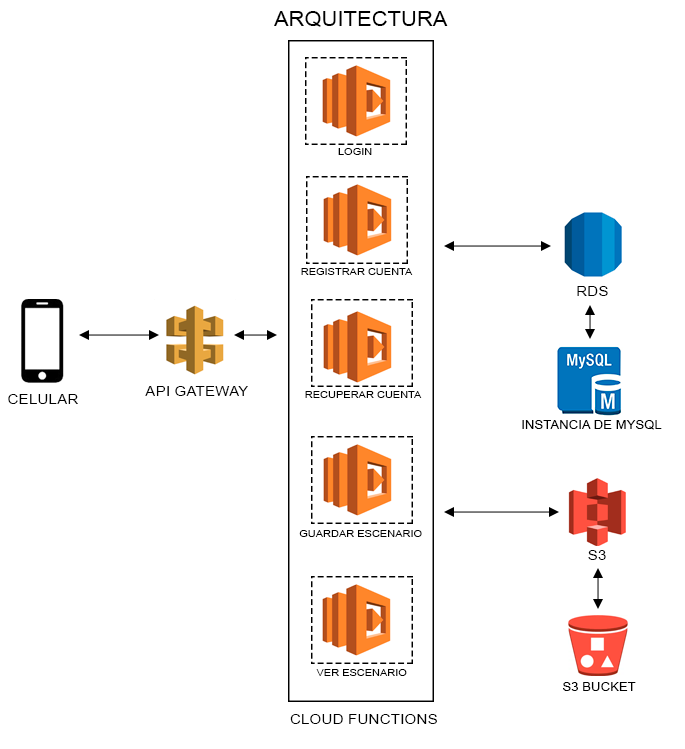 ARQUITECTURA
LOGIN
REGISTRAR CUENTA
RECUPERAR CUENTA
GUARDAR ESCENARIO
VER ESCENARIO
CLOUD FUNCTIONS
CELULAR
API GATEWAY
RDS
MySQL
M
INSTANCIA DE MYSQL
S3
S3 BUCKET